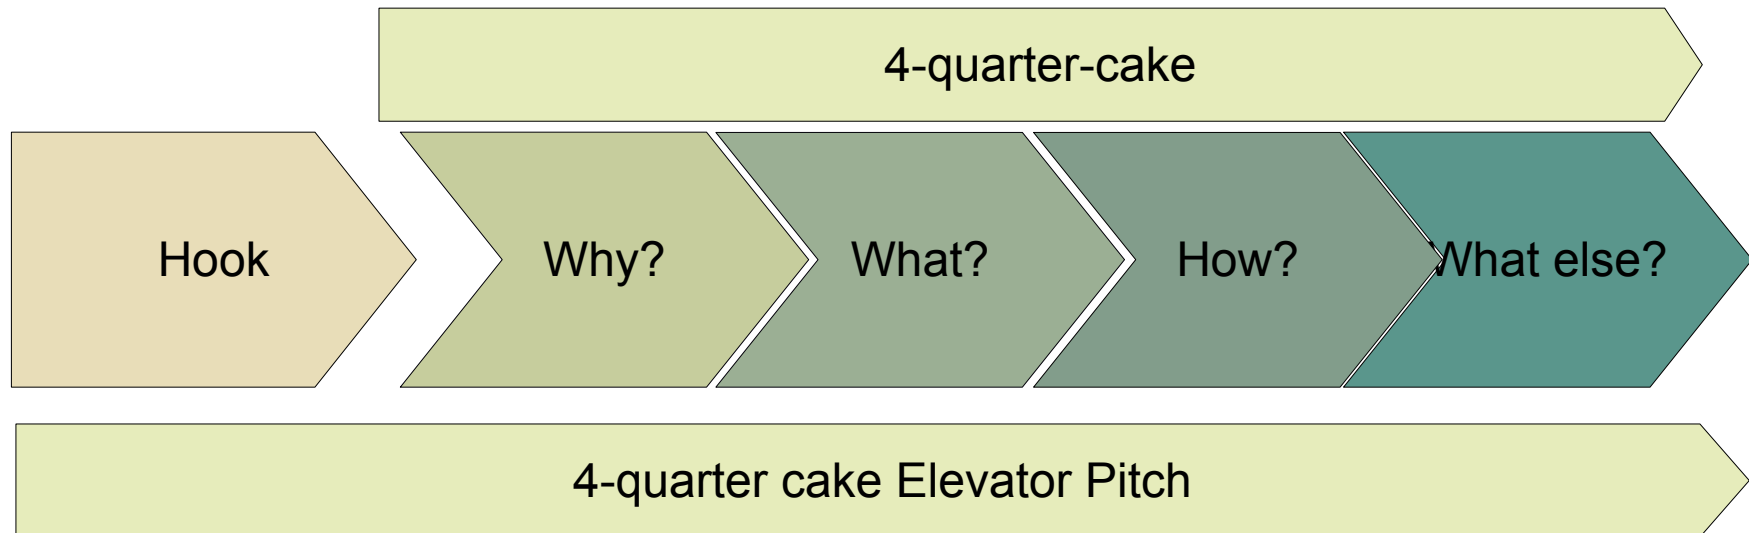 4-quarter-cake
Hook
Why?
What?
How?
What else?
4-quarter cake Elevator Pitch